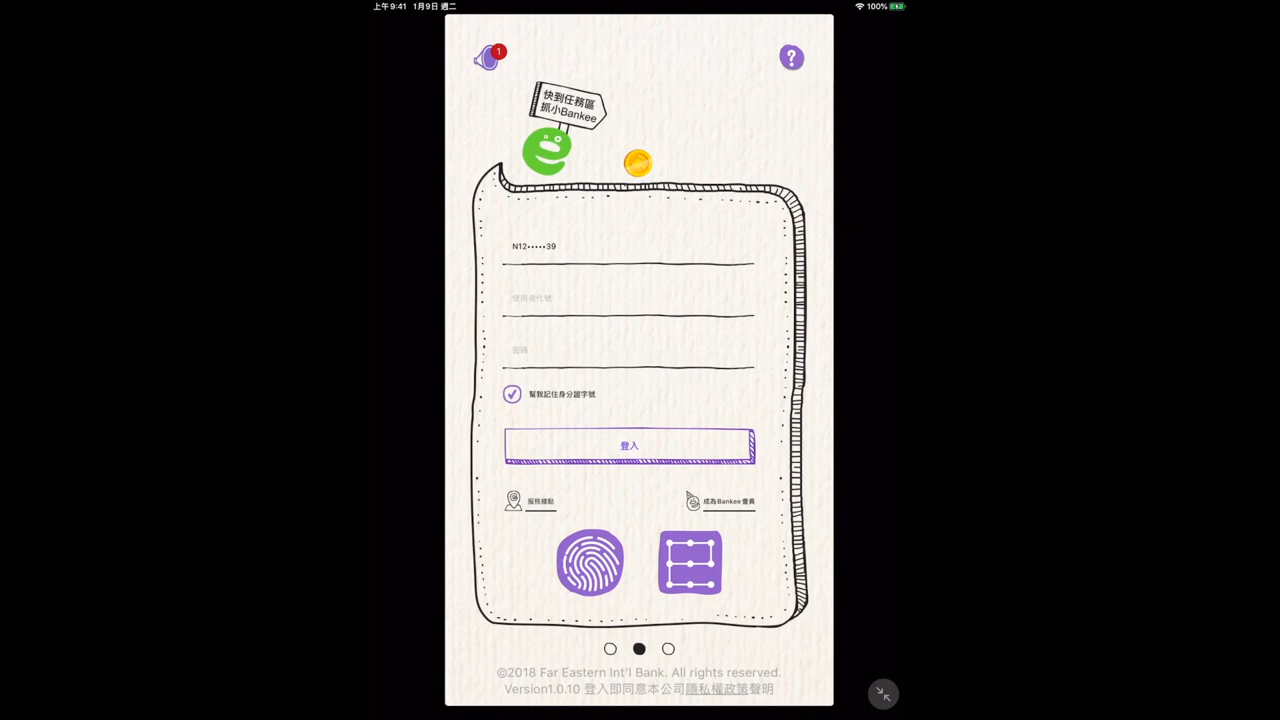 上午9:41 1月9日 週二
100%
1
?
快到任務區
抓小Bankee
N12•••••39
使用者代號
密碼
幫我記住身分證字號
登入
服務據點
成為Bankee會員
©2018 Far Eastern Int'l Bank. All rights reserved.
Version1.0.10 登入即同意本公司隱私權政策聲明